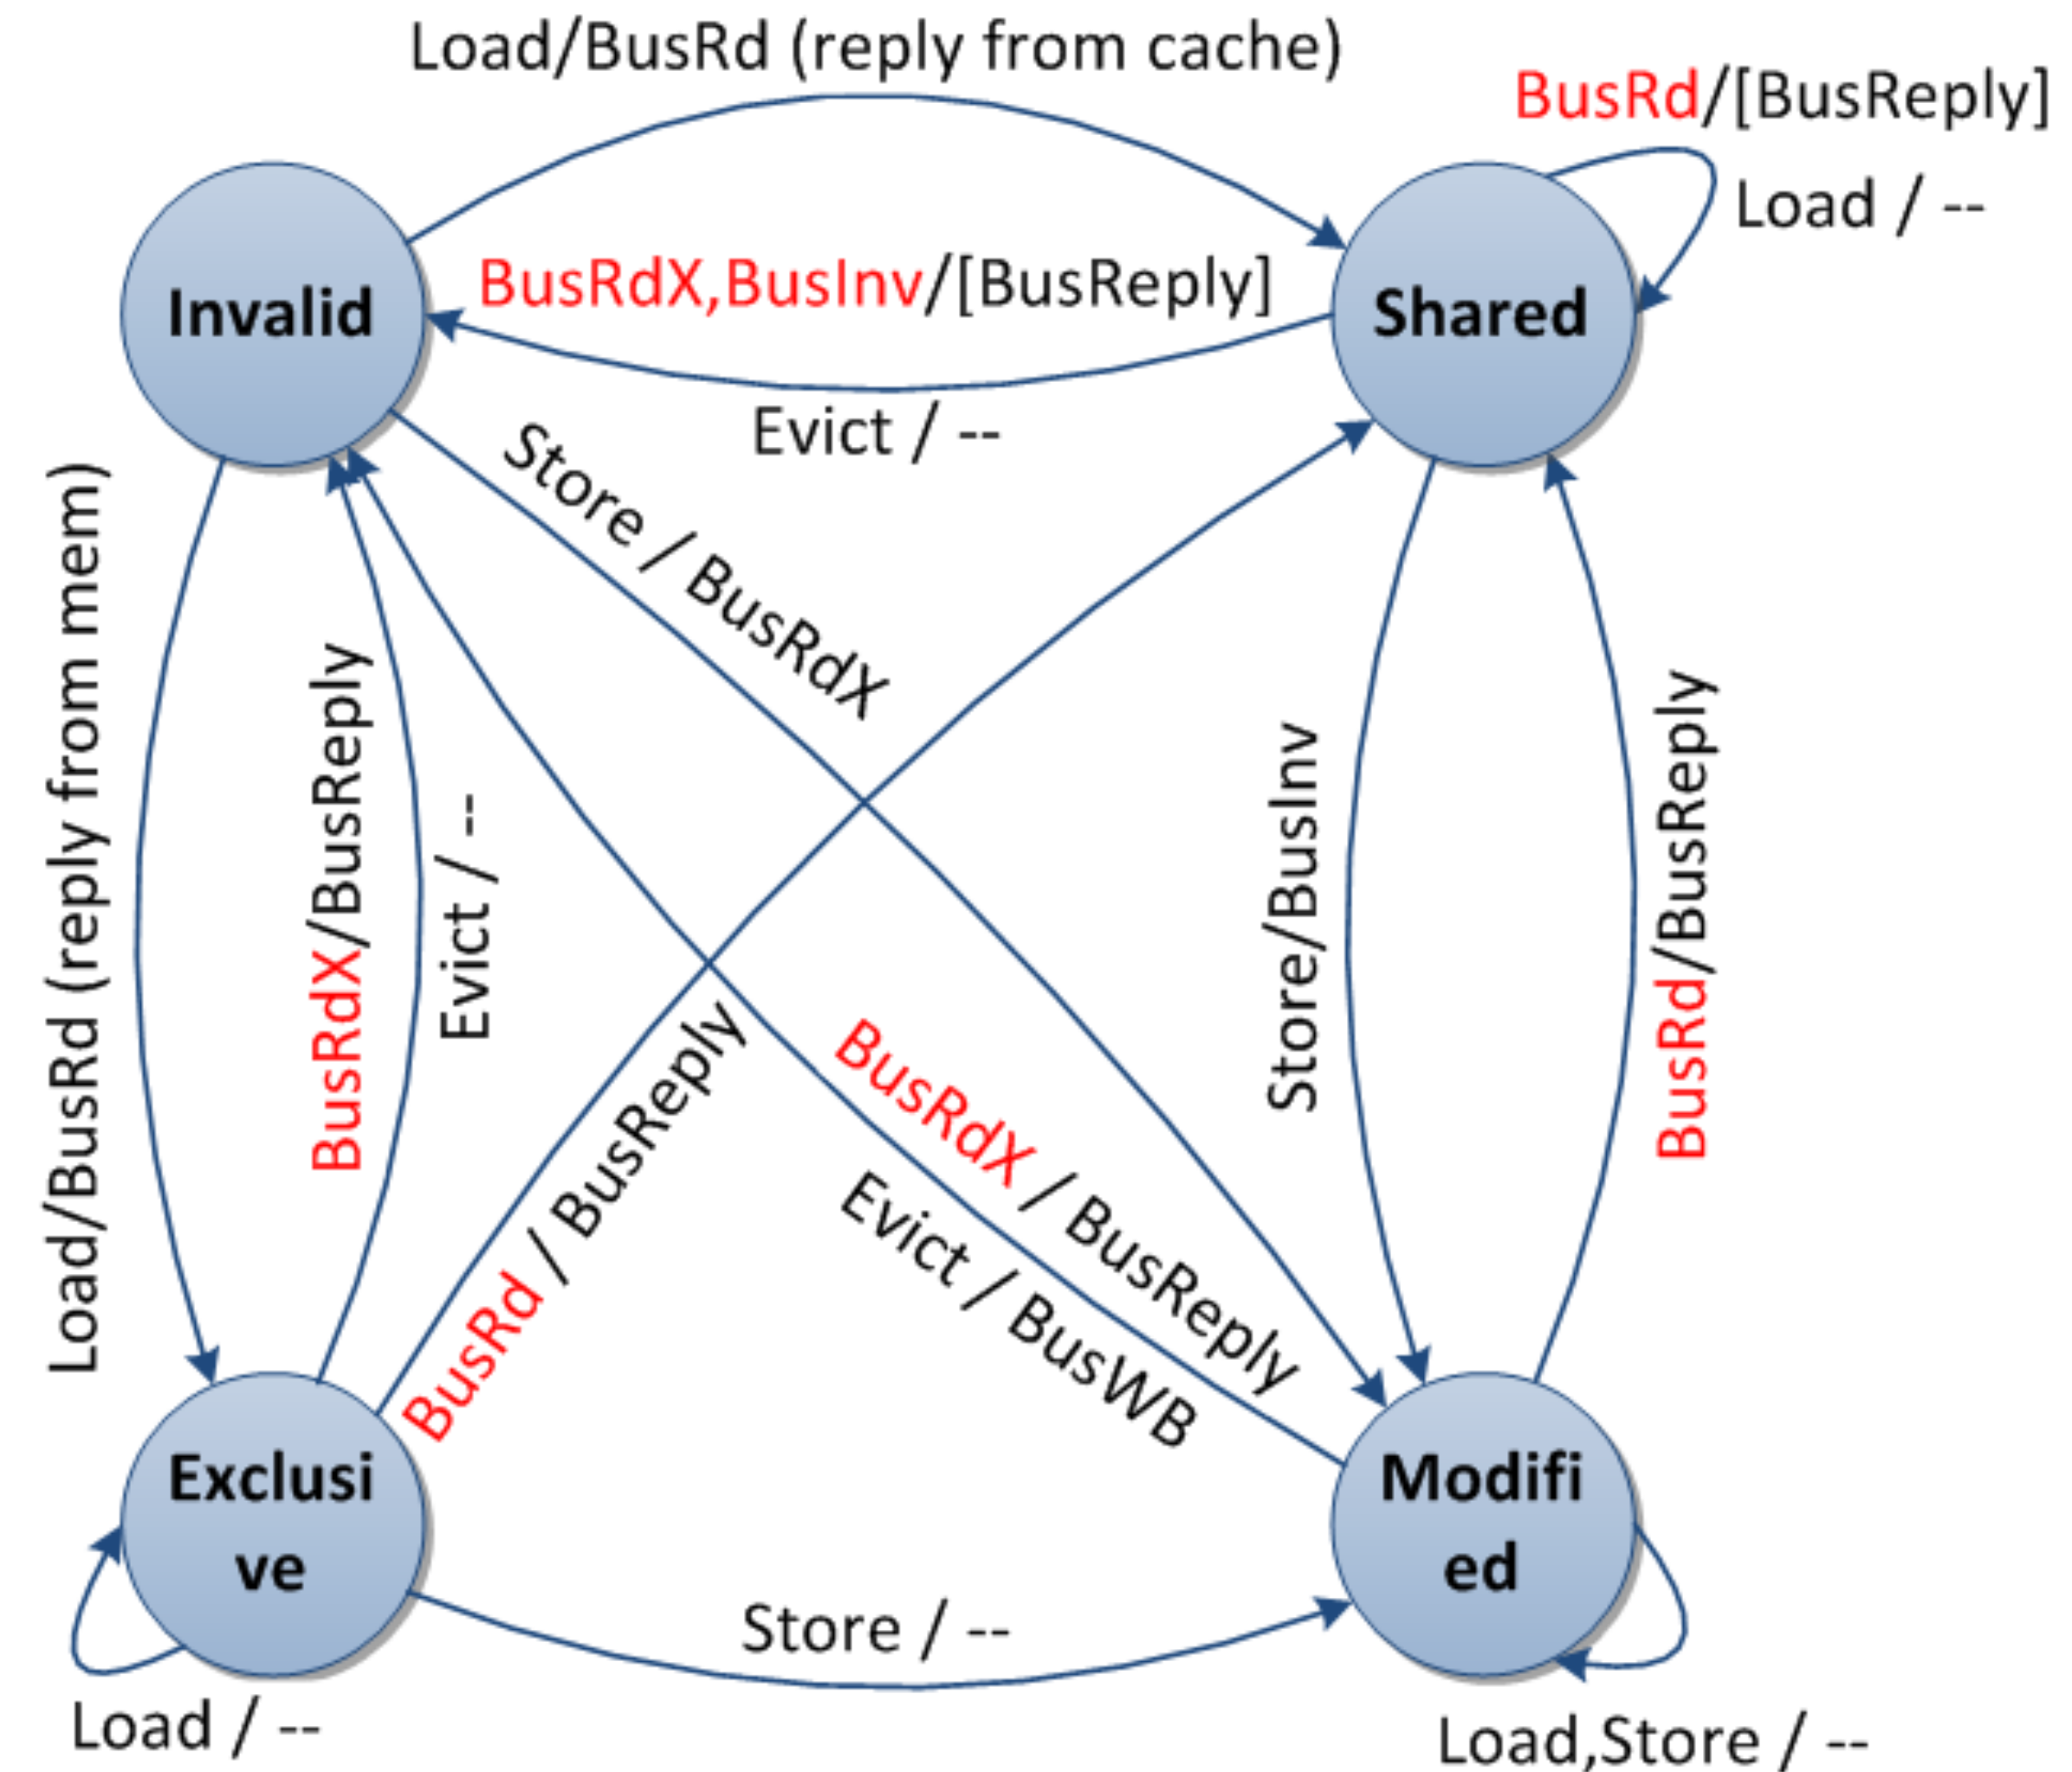 Load/BusRd (reply from cache)
BusRd/[BusReply]
Load / --
Invalid
BusRdX,BusInv/[BusReply]
Shared
Evict / --
Store / BusRdX
Load/BusRd (reply from mem)
BusRdX/BusReply
Evict / --
BusRd / BusReply
BusRdX / BusReply
Evict / BusWB
Store/BusInv
BusRd/BusReply
Exclusi
ve
Modifi
ed
Store / --
Load / --
Load,Store / --